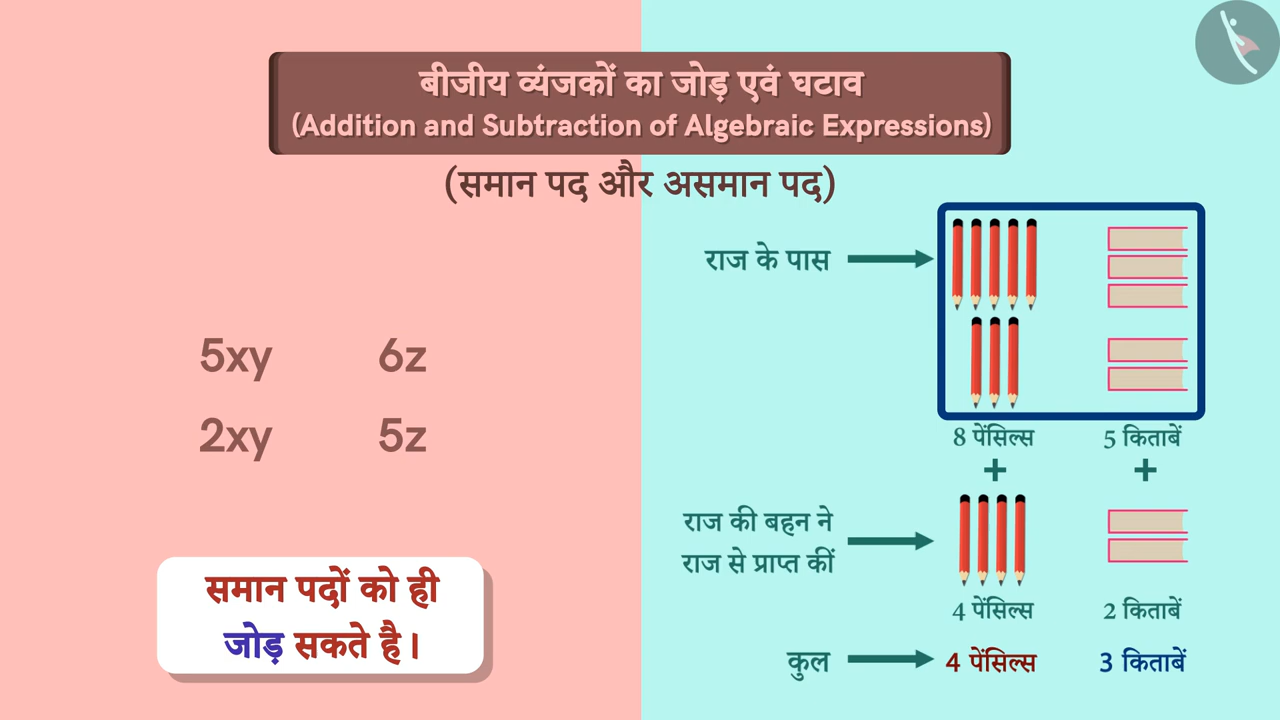 बीजीय व्यंजकों का जोड़ एवं घटाव
(Addition and Subtraction of Algebraic Expressions)
(समान पद और असमान पद)
5xy 6z
2xy 5z
समान पदों को ही
जोड़ सकते है।
राज के पास
8 पेंसिल्स 5 किताबें
+ +
राज की बहन ने
राज से प्राप्त कीं
4 पेंसिल्स 2 किताबें
कुल 4 पेंसिल्स 3 किताबें